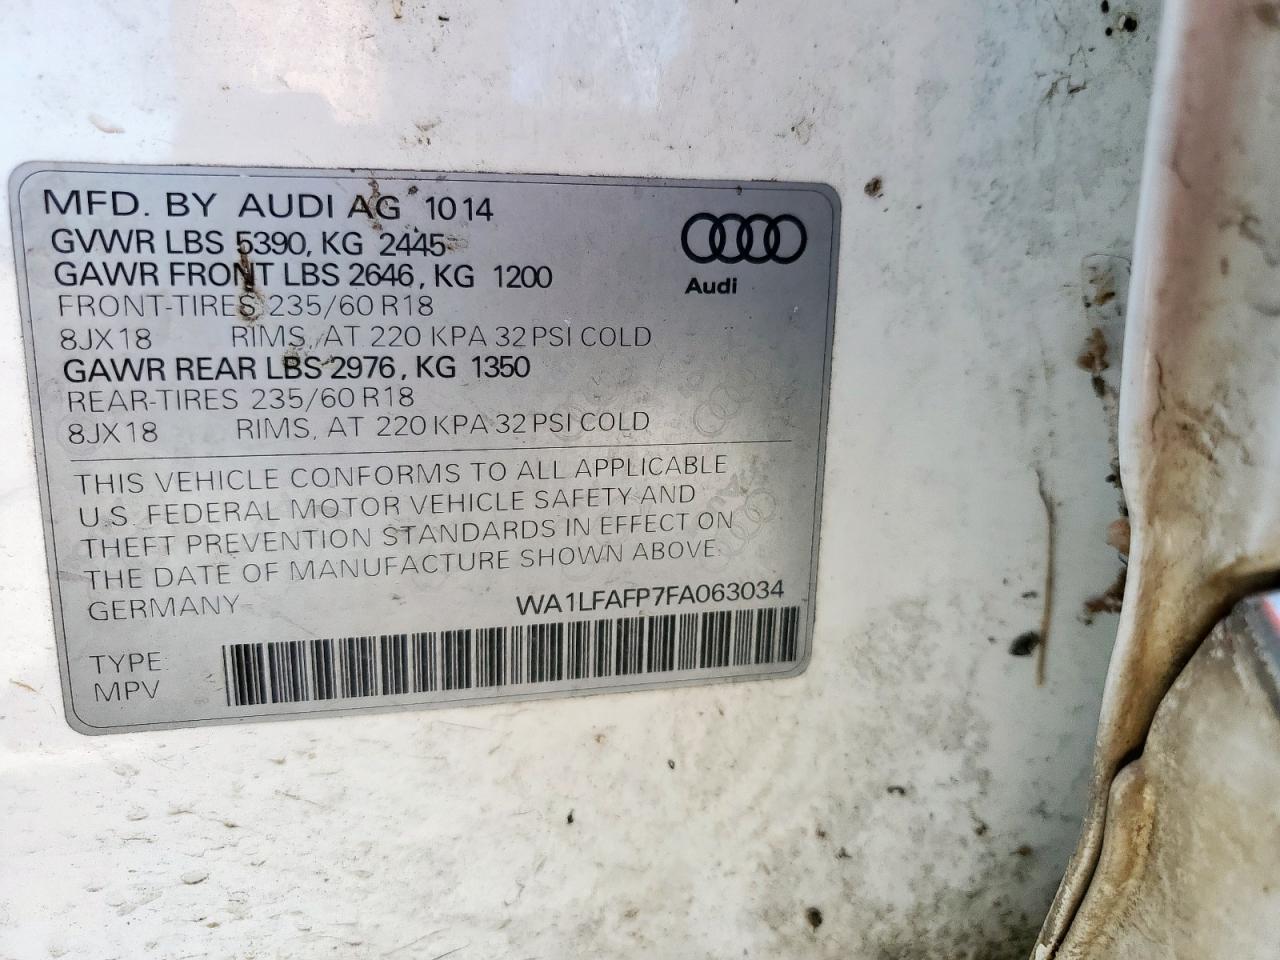 MFD. BY AUDI AG 1014
GVWR LBS 5390, KG 2445
GAWR FRONT LBS 2646, KG 1200
FRONT-TIRES 235/60 R18
8JX18 RIMS, AT 220 KPA 32 PSI COLD
GAWR REAR LBS 2976, KG 1350
REAR-TIRES 235/60 R18
8JX18 RIMS, AT 220 KPA 32 PSI COLD
Audi
THIS VEHICLE CONFORMS TO ALL APPLICABLE
U.S. FEDERAL MOTOR VEHICLE SAFETY AND
THEFT PREVENTION STANDARDS IN EFFECT ON
THE DATE OF MANUFACTURE SHOWN ABOVE.
GERMANY WA1LFAFP7FA063034
TYPE:
MPV